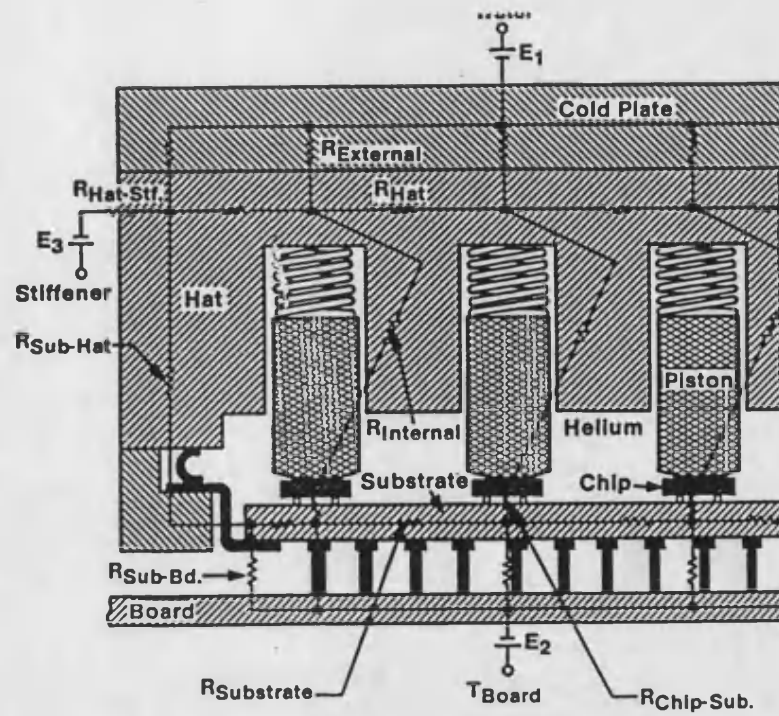 E1
Cold Plate
RExternal
RHat-Stf.
RHat
E3
Stiffener
Hat
R̄Sub-Hat
Piston
RInternal
Helium
Substrate
Chip
RSub-Bd.
Board
E2
RSubstrate
TBoard
RChip-Sub.